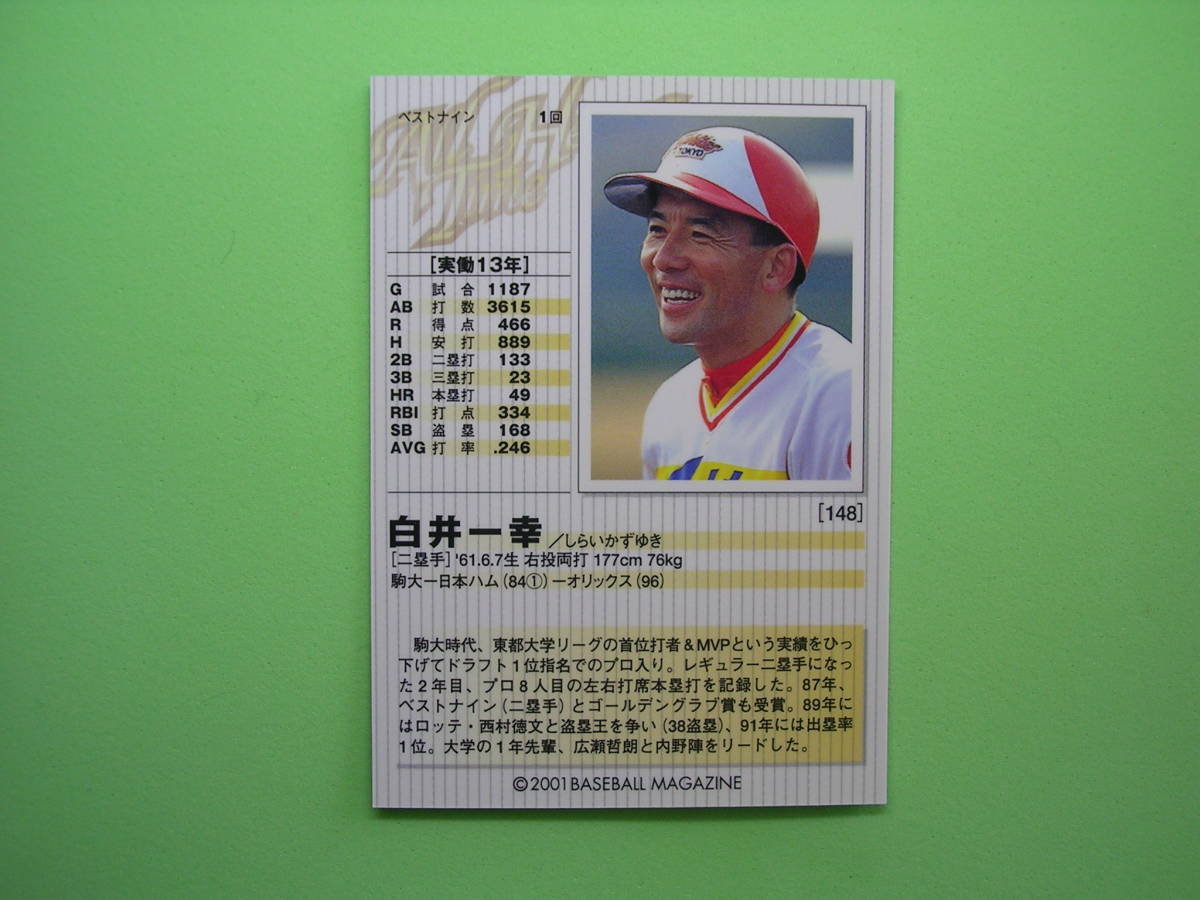 ベストナイン 1回
TOKYO
[実働13年]
G 試合 1187
AB 打数 3615
R 得点 466
H 安打 889
2B 二塁打 133
3B 三塁打 23
HR 本塁打 49
RBI 打点 334
SB 盗塁 168
AVG 打率 .246
[148]
白井一幸/しらいかずゆき
[二塁手] '61.6.7生 右投両打 177cm 76kg
駒大ー日本ハム(84①)ーオリックス(96)
駒大時代、東都大学リーグの首位打者&MVPという実績をひっ
下げてドラフト1位指名でのプロ入り。レギュラー二塁手になっ
た2年目、プロ8人目の左右打席本塁打を記録した。87年、
ベストナイン(二塁手)とゴールデングラブ賞も受賞。89年に
はロッテ・西村徳文と盗塁王を争い(38盗塁)、91年には出塁率
1位。大学の1年先輩、広瀬哲朗と内野陣をリードした。
©2001 BASEBALL MAGAZINE